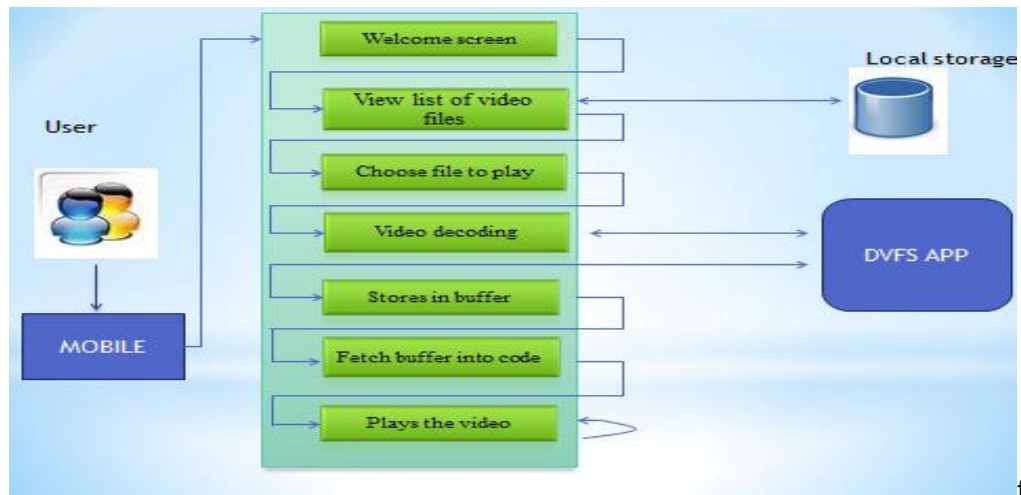 Welcome screen
Local storage
View list of video
files
User
Choose file to play
Video decoding
DVFS APP
Stores in buffer
MOBILE
Fetch buffer into code
Plays the video